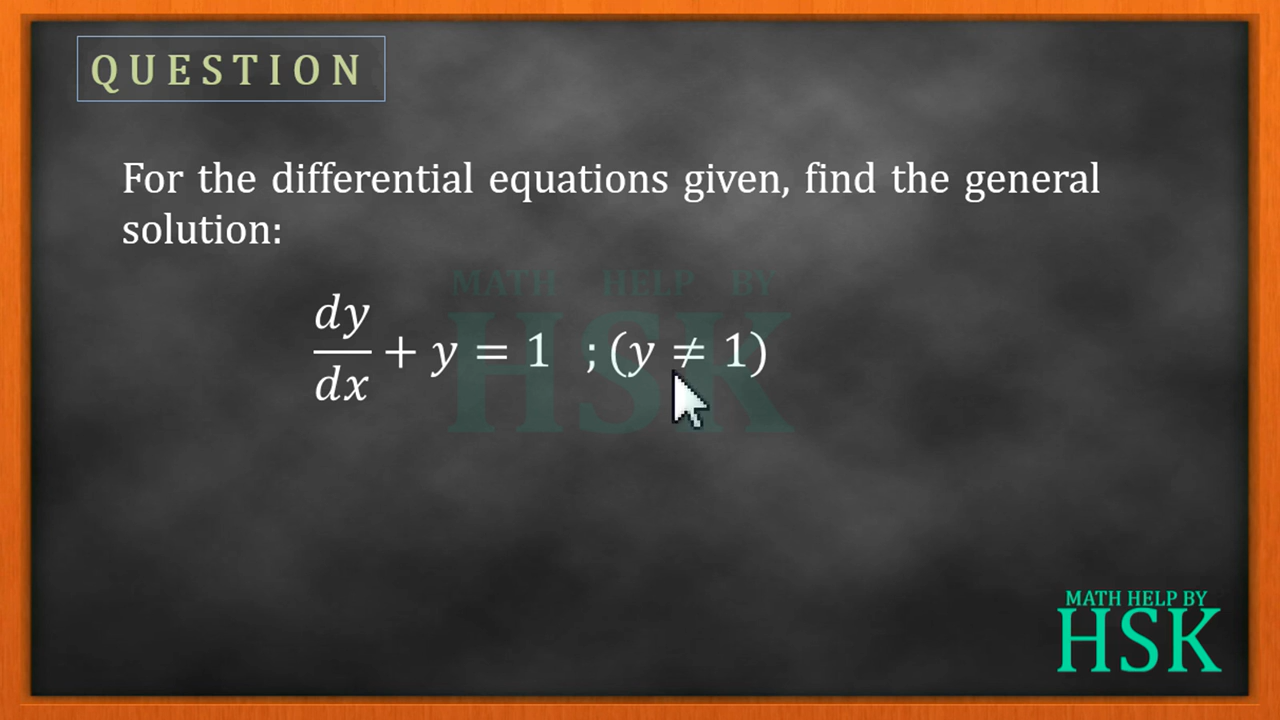 QUESTION
For the differential equations given, find the general
solution:
dy/dx + y = 1 ; (y ≠ 1)
MATH HELP BY
HSK
MATH HELP BY
HSK